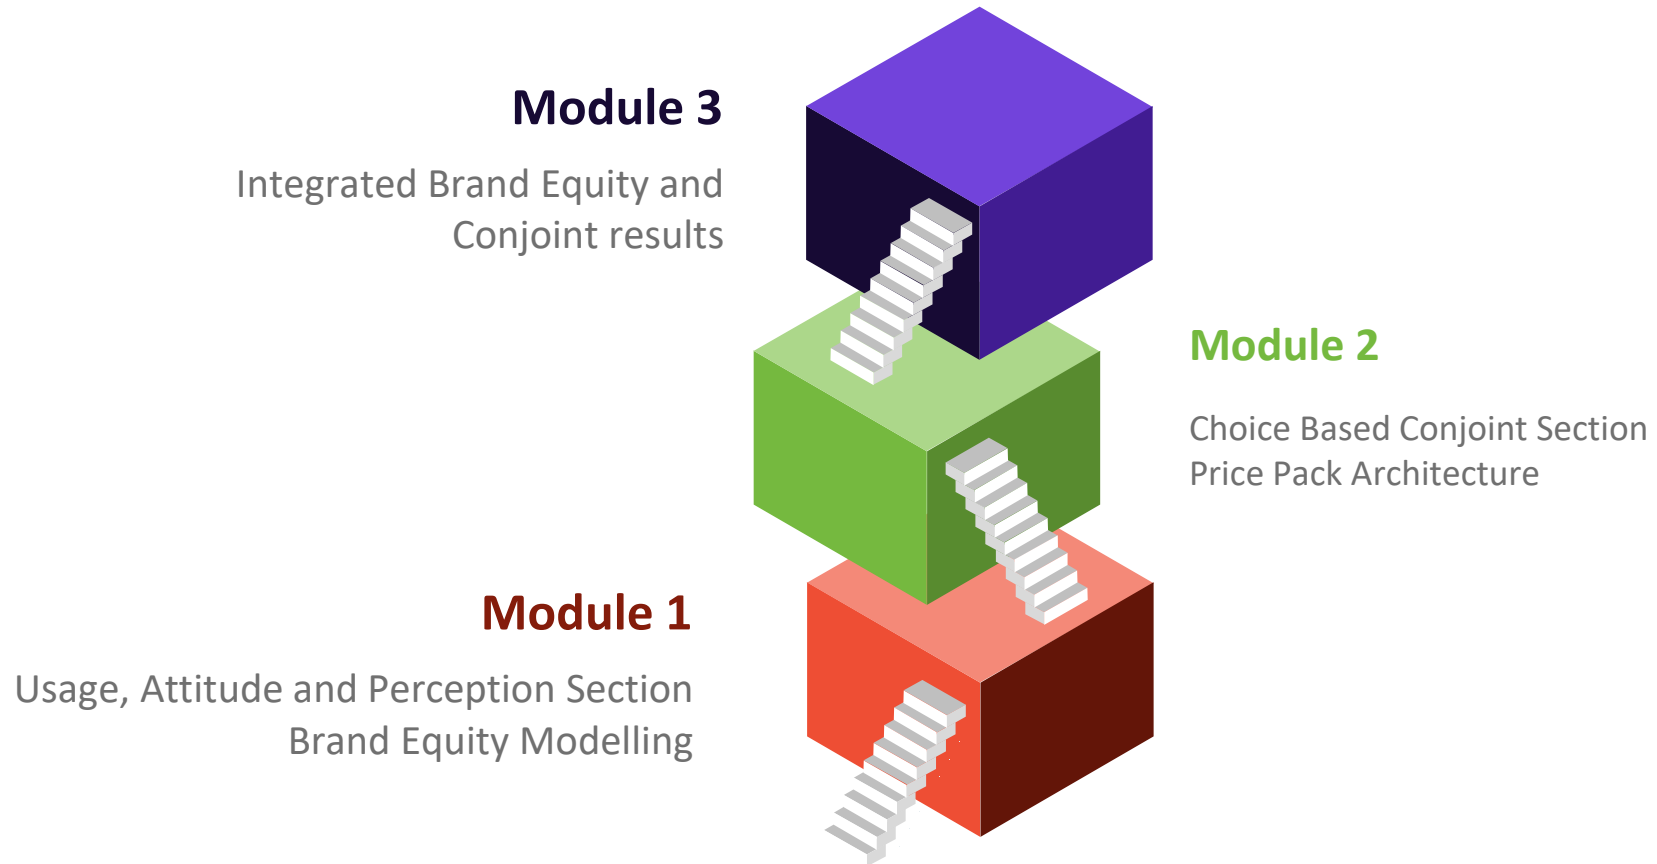 Module 3
Integrated Brand Equity and
Conjoint results
Module 2
Choice Based Conjoint Section
Price Pack Architecture
Module 1
Usage, Attitude and Perception Section
Brand Equity Modelling